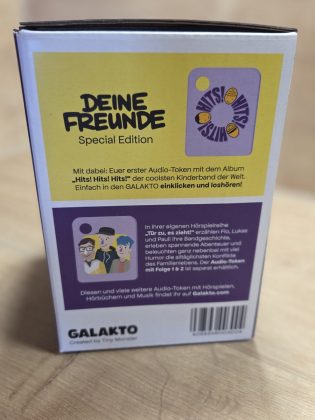 DEINE
FREUNDE
Special Edition
HITS! HITS! HITS!
Mit dabei: Euer erster Audio-Token mit dem Album
„Hits! Hits! Hits!“ der coolsten Kinderband der Welt.
Einfach in den GALAKTO einklicken und loshören!
In ihrer eigenen Hörspielreihe
„Tür zu, es zieht!“ erzählen Flo, Lukas
und Pauli ihre Bandgeschichte,
erleben spannende Abenteuer und
beleuchten ganz nebenbei mit viel
Humor die alltäglichsten Konflikte
des Familienlebens. Der Audio-Token
mit Folge 1 & 2 ist separat erhältlich.
Diesen und viele weitere Audio-Token mit Hörspielen,
Hörbüchern und Musik findet ihr auf Galakto.com
GALAKTO
Created by Tiny Monster